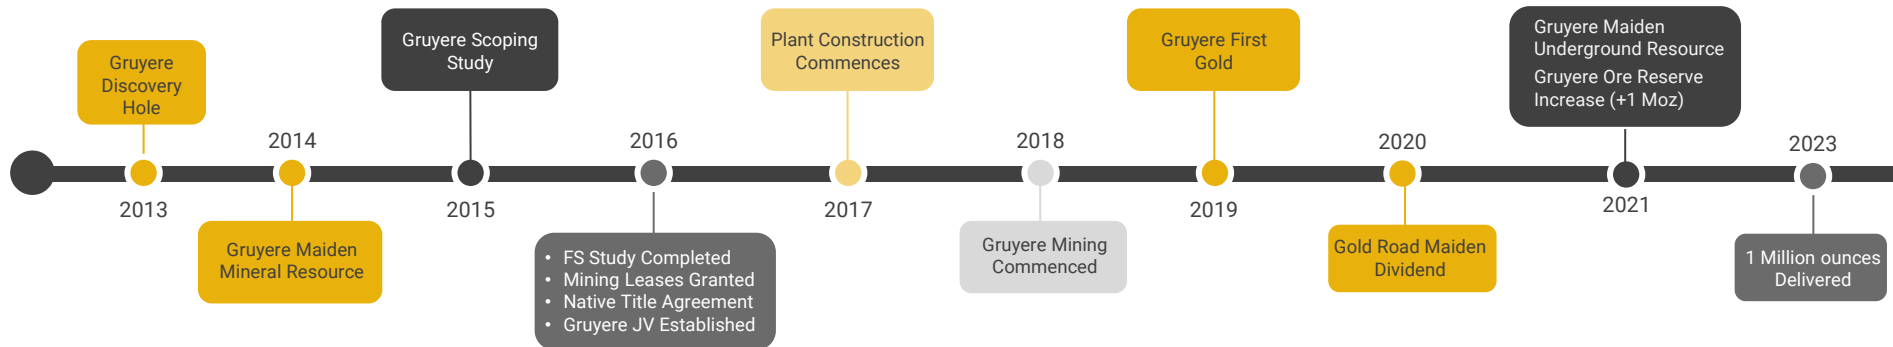 Gruyere
Discovery
Hole
2013
2014
Gruyere Maiden
Mineral Resource
Gruyere Scoping
Study
2015
2016
• FS Study Completed
• Mining Leases Granted
• Native Title Agreement
• Gruyere JV Established
Plant Construction
Commences
2017
2018
Gruyere Mining
Commenced
Gruyere First
Gold
2019
2020
Gold Road Maiden
Dividend
Gruyere Maiden
Underground Resource
Gruyere Ore Reserve
Increase (+1 Moz)
2021
2023
1 Million ounces
Delivered